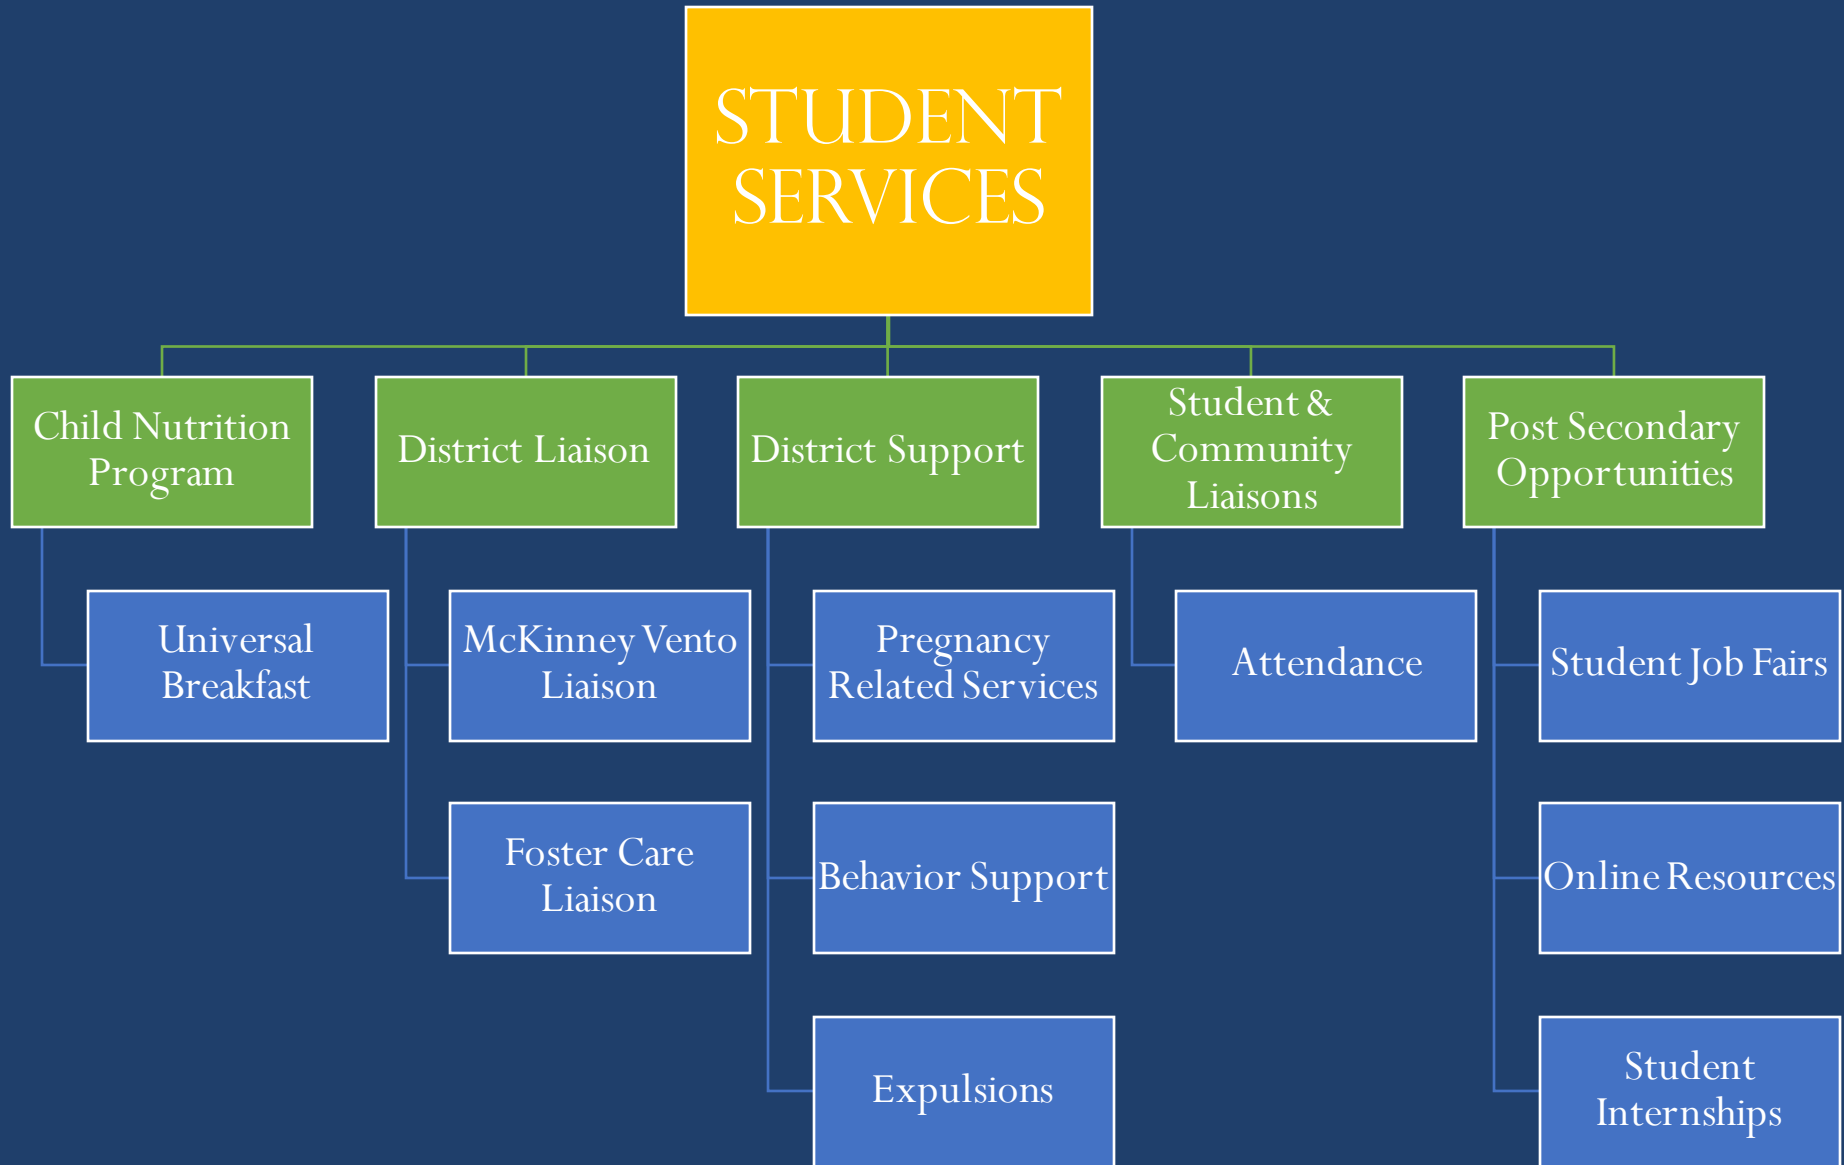 STUDENT
SERVICES
Child Nutrition
Program
District Liaison
District Support
Student &
Community
Liaisons
Post Secondary
Opportunities
Universal
Breakfast
McKinney Vento
Liaison
Pregnancy
Related Services
Attendance
Student Job Fairs
Foster Care
Liaison
Behavior Support
Online Resources
Expulsions
Student
Internships